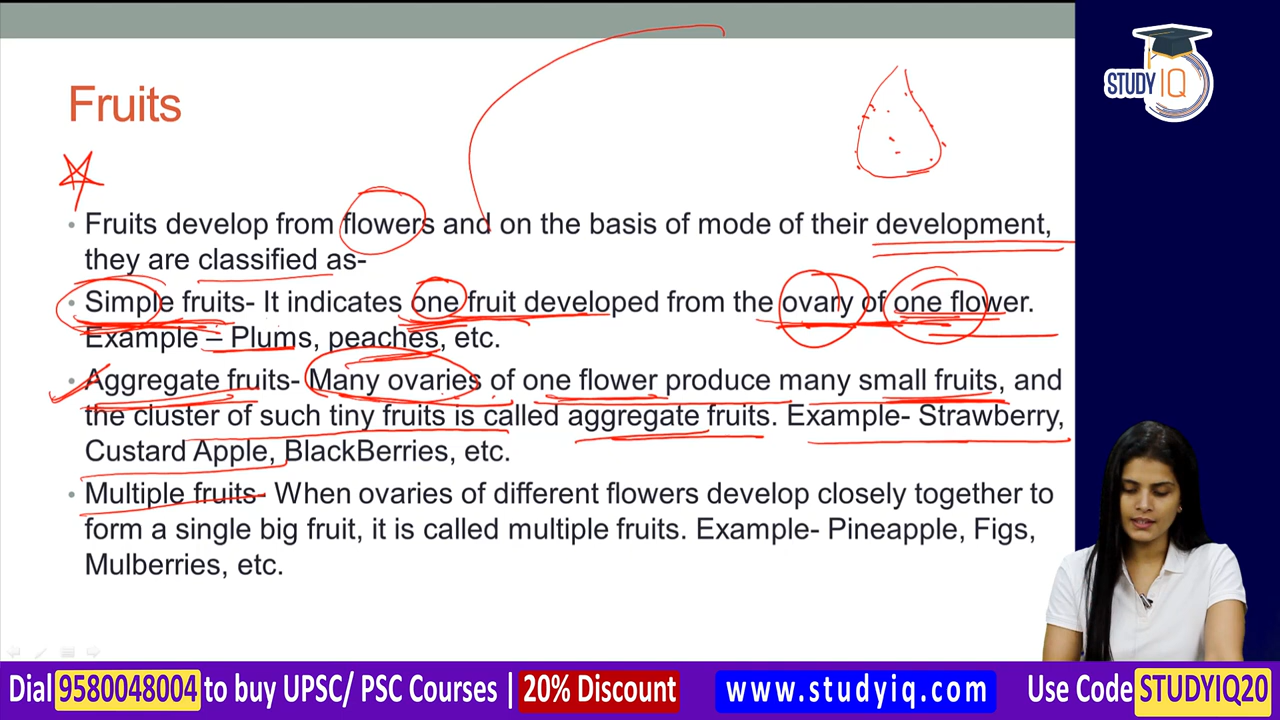 STUDY IQ
Fruits
• Fruits develop from flowers and on the basis of mode of their development,
they are classified as-
• Simple fruits- It indicates one fruit developed from the ovary of one flower.
Example – Plums, peaches, etc.
• Aggregate fruits- Many ovaries of one flower produce many small fruits, and
the cluster of such tiny fruits is called aggregate fruits. Example- Strawberry,
Custard Apple, BlackBerries, etc.
• Multiple fruits- When ovaries of different flowers develop closely together to
form a single big fruit, it is called multiple fruits. Example- Pineapple, Figs,
Mulberries, etc.
Dial 9580048004 to buy UPSC/ PSC Courses | 20% Discount www.studyiq.com Use Code STUDYIQ20